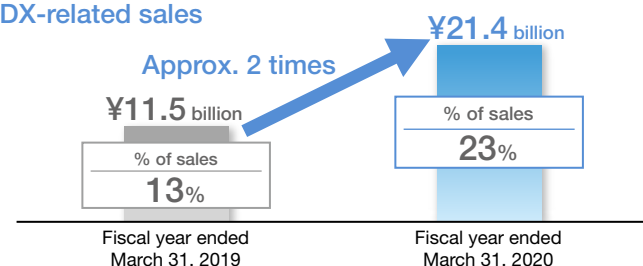 DX-related sales
¥21.4 billion
Approx. 2 times
¥11.5 billion
% of sales
23%
% of sales
13%
Fiscal year ended
March 31, 2019
Fiscal year ended
March 31, 2020